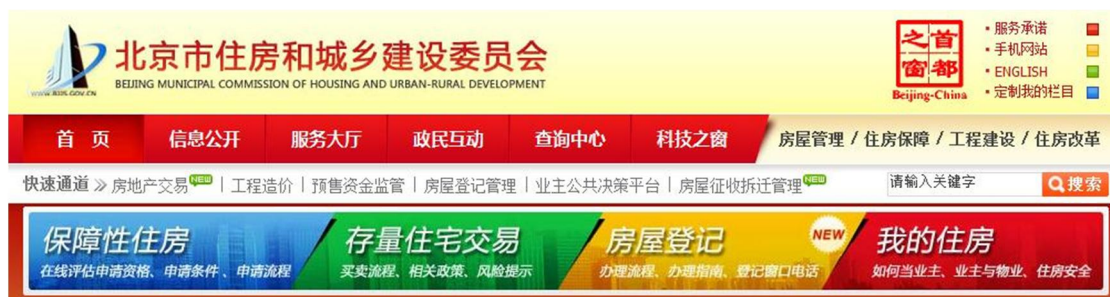 北京市住房和城乡建设委员会
BEIJING MUNICIPAL COMMISSION OF HOUSING AND URBAN-RURAL DEVELOPMENT
WWW.BJJS.GOV.CN
首都之窗
Beijing-China
·服务承诺
·手机网站
·ENGLISH
·定制我的栏目
首 页 信息公开 服务大厅 政民互动 查询中心 科技之窗 房屋管理 / 住房保障 / 工程建设 / 住房改革
快速通道 » 房地产交易 NEW | 工程造价 | 预售资金监管 | 房屋登记管理 | 业主公共决策平台 | 房屋征收拆迁管理 NEW 请输入关键字 搜索
保障性住房 存量住宅交易 房屋登记 NEW 我的住房
在线评估申请资格、申请条件、申请流程 买卖流程、相关政策、风险提示 办理流程、办理指南、登记窗口电话 如何当业主、业主与物业、住房安全